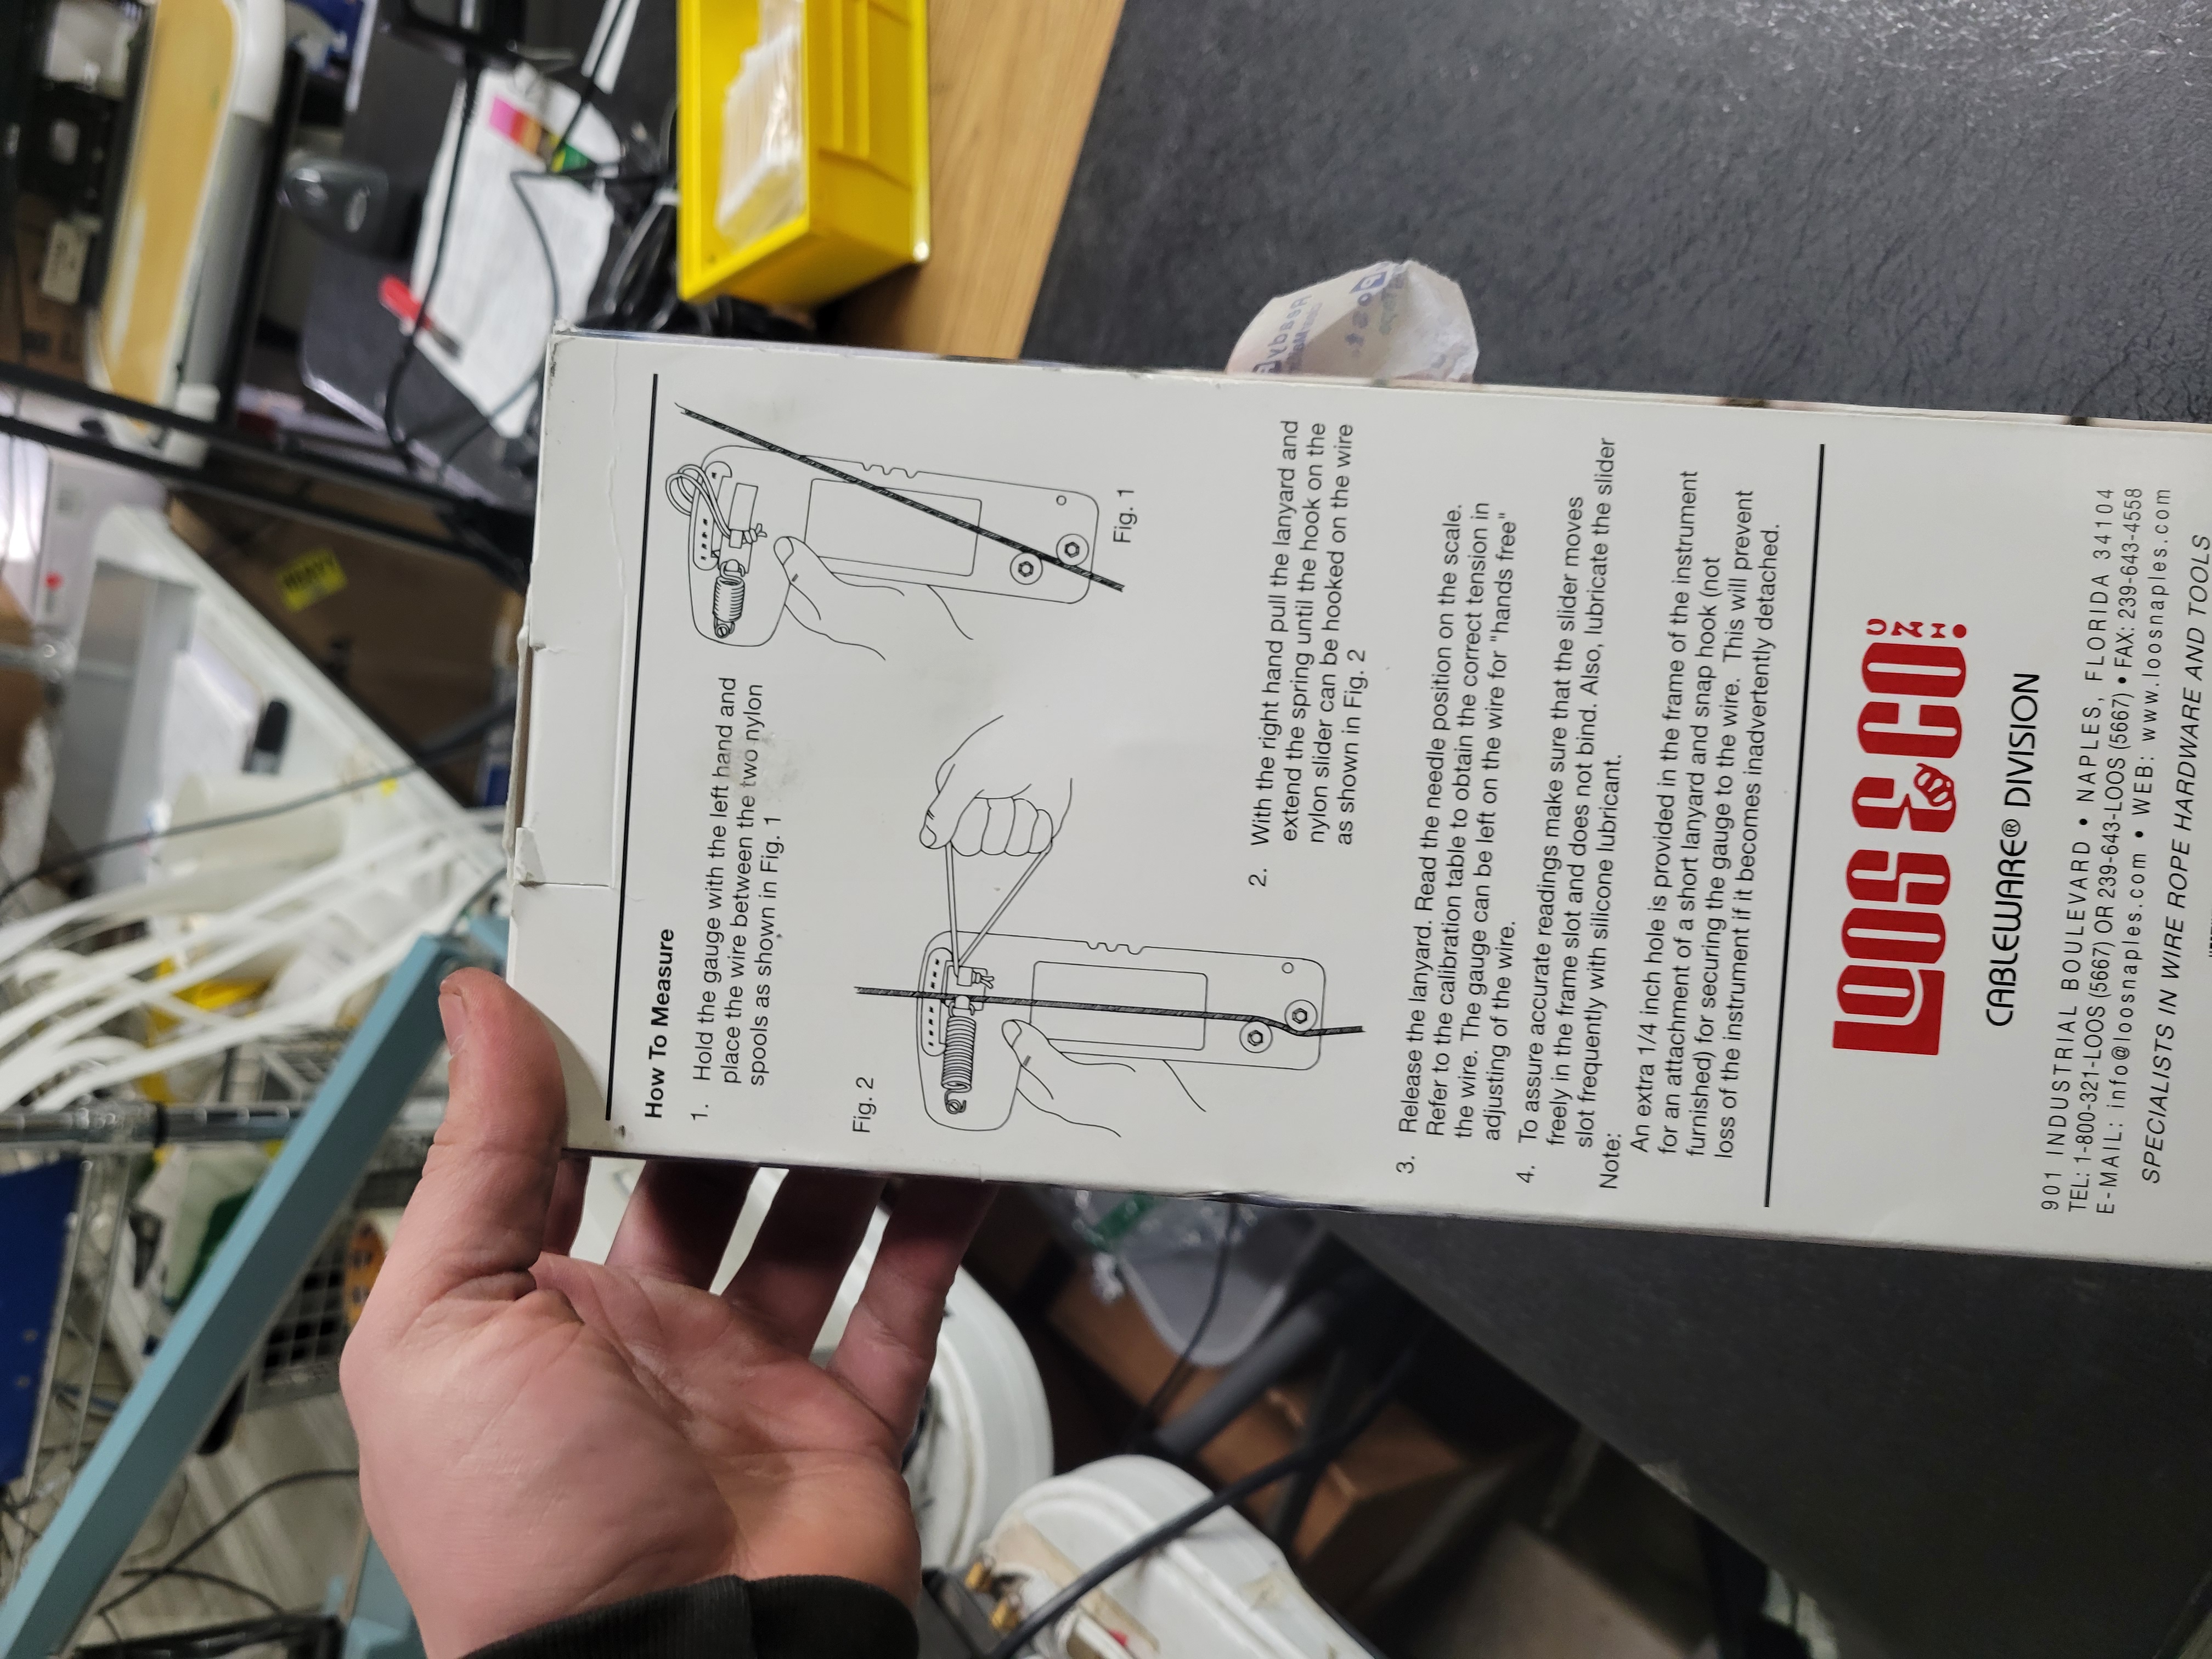 How To Measure
1. Hold the gauge with the left hand and
place the wire between the two nylon
spools as shown in Fig. 1
Fig. 1
Fig. 2
2. With the right hand pull the lanyard and
extend the spring until the hook on the
nylon slider can be hooked on the wire
as shown in Fig. 2
3. Release the lanyard. Read the needle position on the scale.
Refer to the calibration table to obtain the correct tension in
the wire. The gauge can be left on the wire for "hands free"
adjusting of the wire.
4. To assure accurate readings make sure that the slider moves
freely in the frame slot and does not bind. Also, lubricate the slider
slot frequently with silicone lubricant.
Note:
An extra 1/4 inch hole is provided in the frame of the instrument
for an attachment of a short lanyard and snap hook (not
furnished) for securing the gauge to the wire. This will prevent
loss of the instrument if it becomes inadvertently detached.
LOOS & CO. INC.
CABLEWARE® DIVISION
901 INDUSTRIAL BOULEVARD • NAPLES, FLORIDA 34104
TEL: 1-800-321-LOOS (5667) OR 239-643-LOOS (5667) • FAX: 239-643-4558
E-MAIL: info@loosnaples.com • WEB: www.loosnaples.com
SPECIALISTS IN WIRE ROPE HARDWARE AND TOOLS
HEAVY